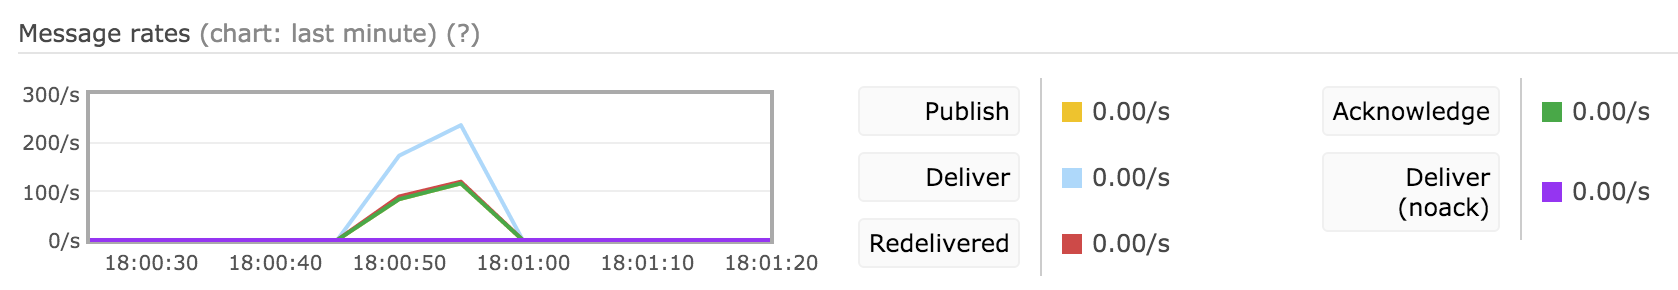 Message rates (chart: last minute) (?)
300/s
200/s
100/s
0/s
18:00:30 18:00:40 18:00:50 18:01:00 18:01:10 18:01:20
Publish 0.00/s
Deliver 0.00/s
Redelivered 0.00/s
Acknowledge 0.00/s
Deliver
(noack) 0.00/s